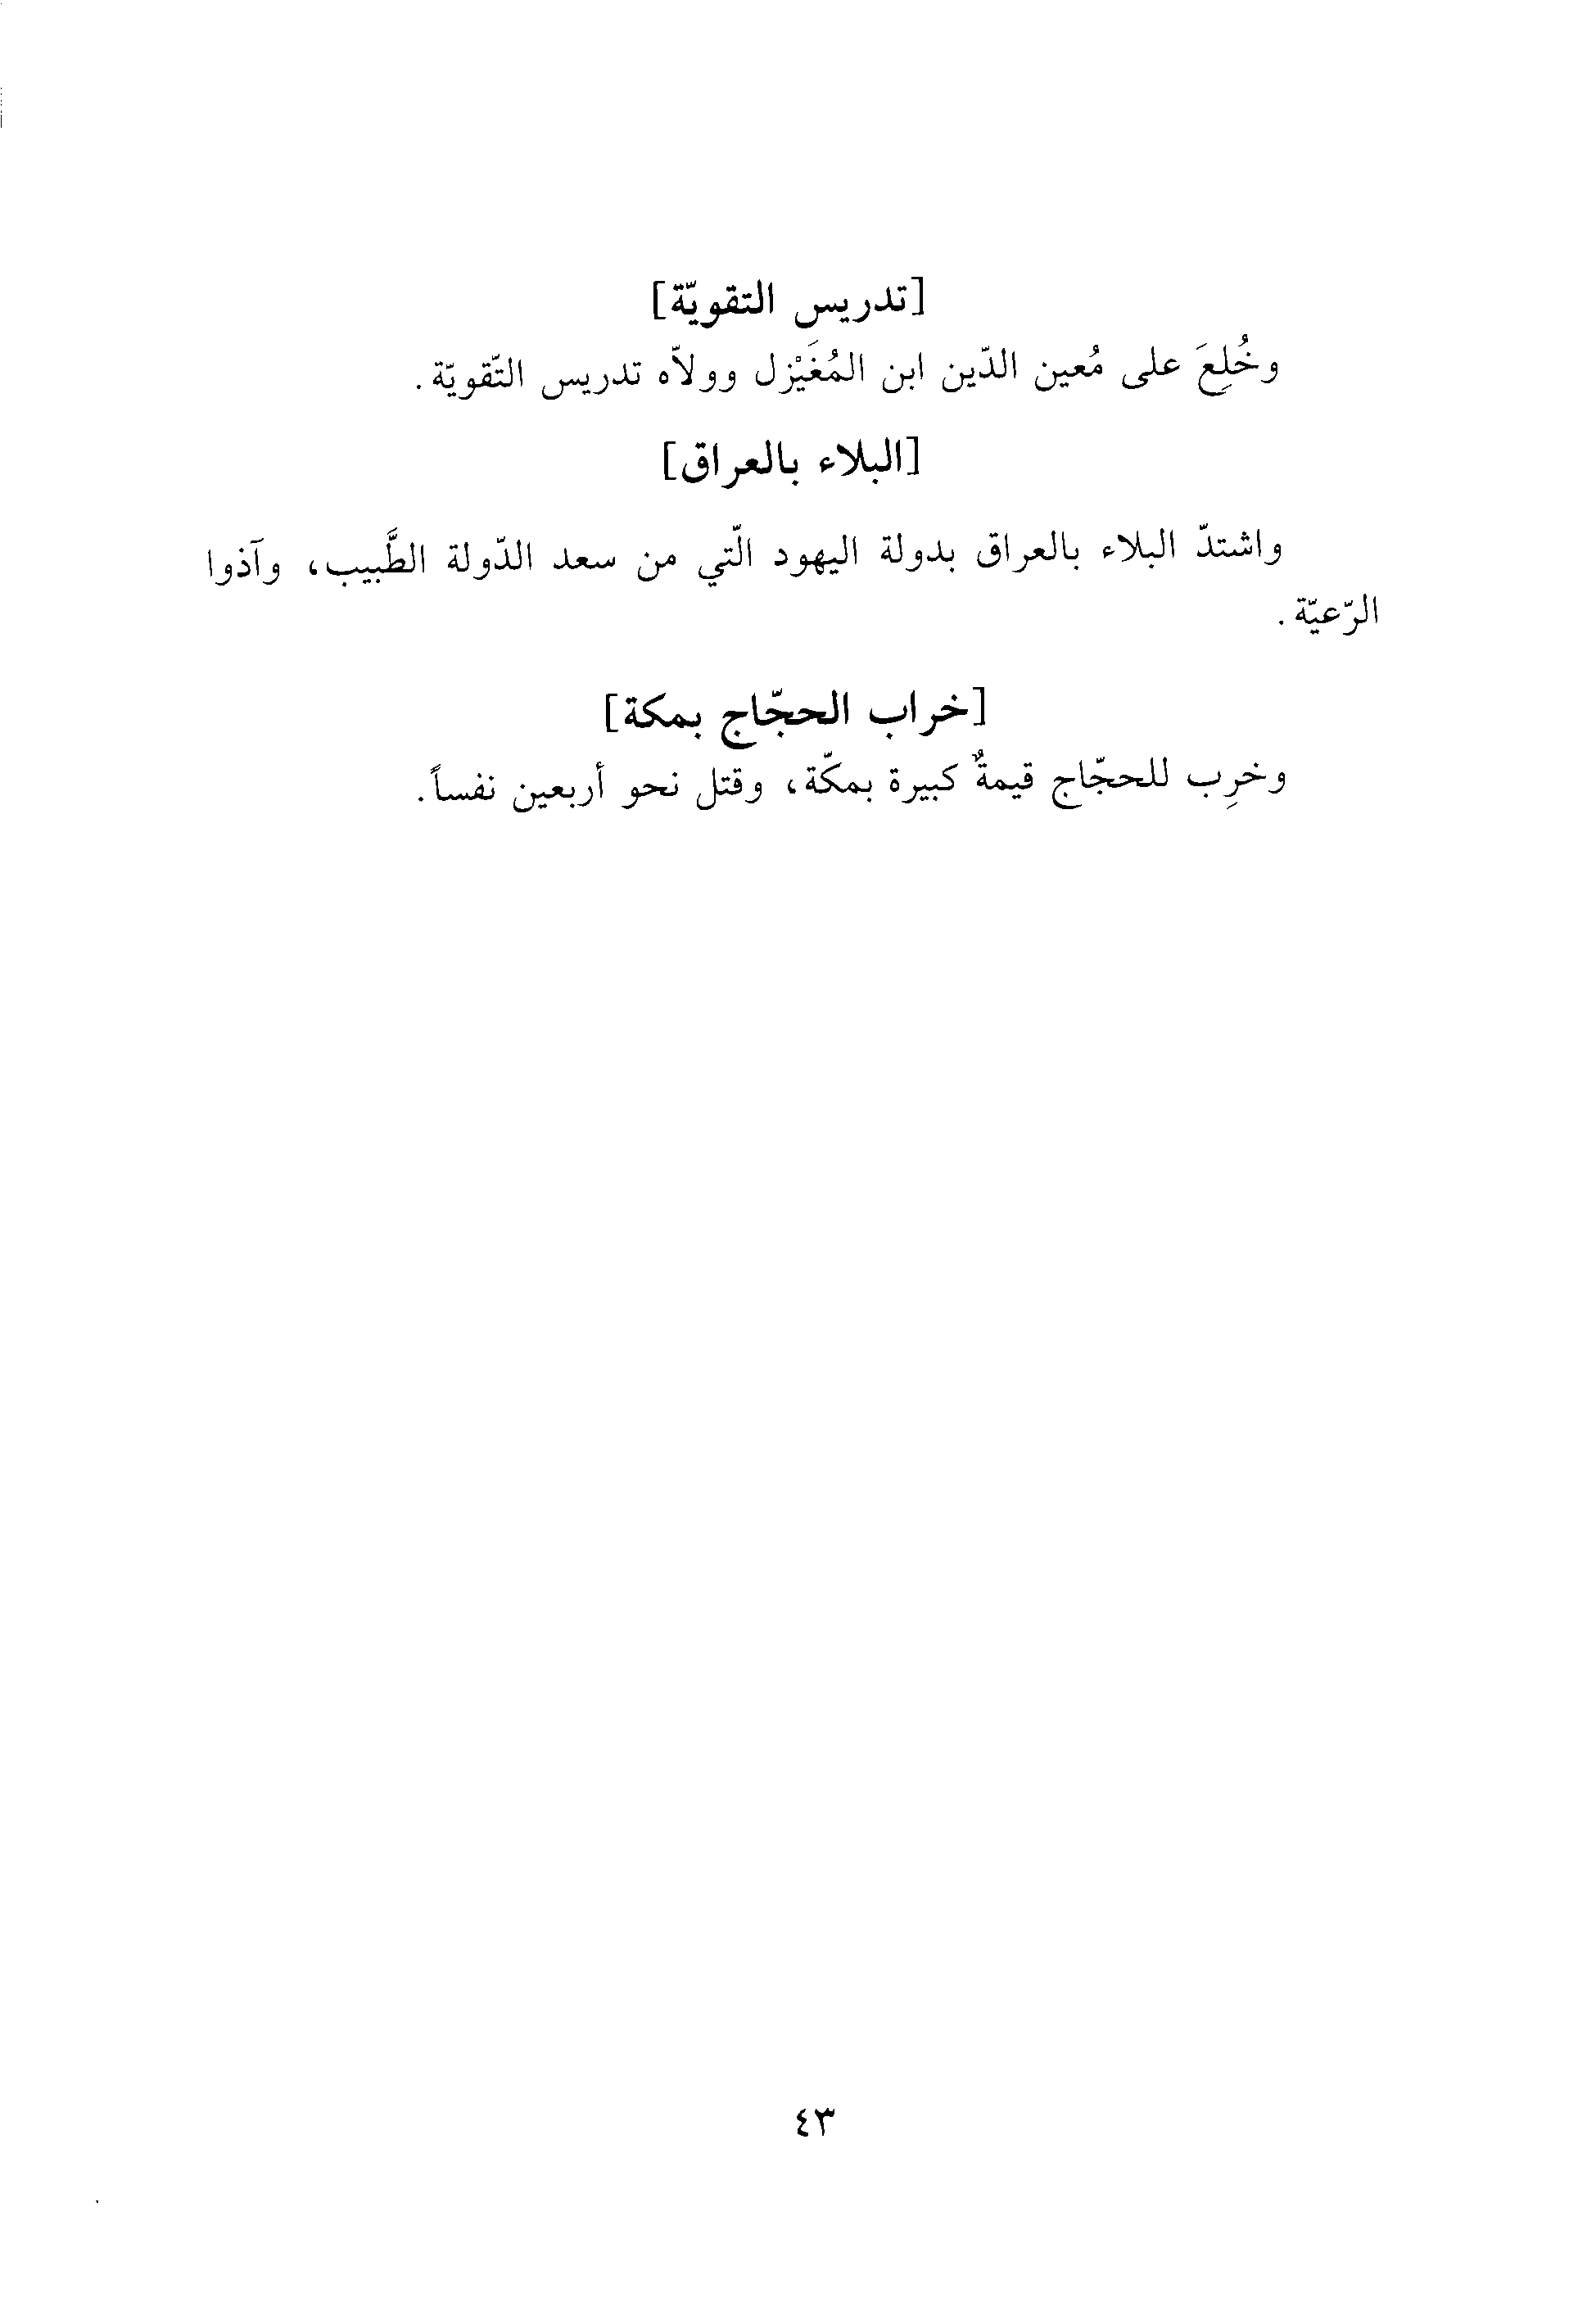 [تدريس التقويّة]
وخُلِعَ على مُعين الدّين ابن المُغَيْزل وولاّه تدريس التّقويّة.
[البلاء بالعراق]
واشتدّ البلاء بالعراق بدولة اليهود الّتي من سعد الدّولة الطَّبيب، وآذوا
الرّعيّة.
[خراب الحجّاج بمكة]
وخرِب للحجّاج قيمةٌ كبيرة بمكّة، وقتل نحو أربعين نفساً.
٤٣